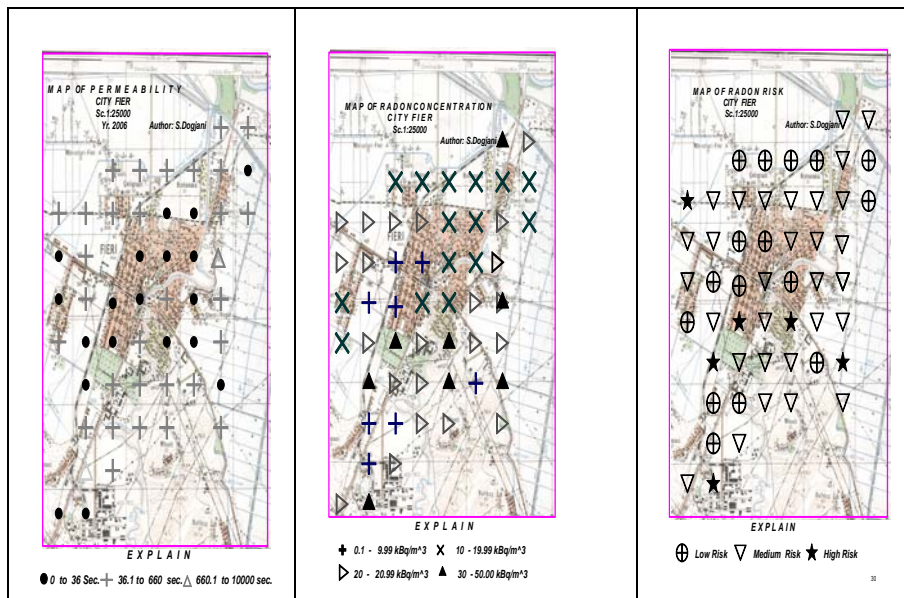 MAP OF PERMEABILITY
CITY FIER
Sc.1:25000
Yr. 2006 Author: S.Dogjani
EXPLAIN
0 to 36 Sec. 36.1 to 660 sec. 660.1 to 10000 sec.
MAP OF RADON CONCENTRATION
CITY FIER
Sc.1:25000
Author: S.Dogjani
FIERI
EXPLAIN
0.1 - 9.99 kBq/m^3 10 - 19.99 kBq/m^3
20 - 20.99 kBq/m^3 30 - 50.00 kBq/m^3
MAP OF RADON RISK
CITY FIER
Sc.1:25000
Author: S.Dogjani
EXPLAIN
Low Risk Medium Risk High Risk
30